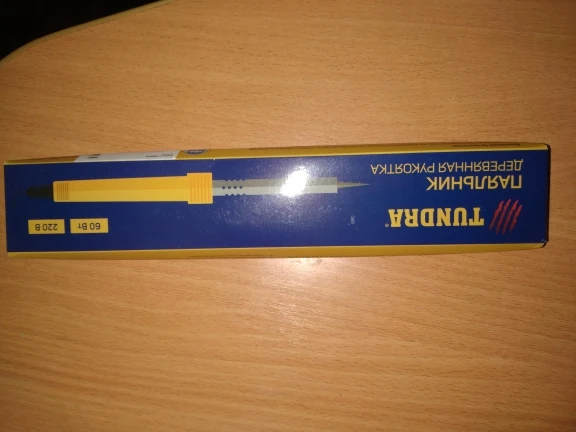 TUNDRA®
ПАЯЛЬНИК
ДЕРЕВЯННАЯ РУКОЯТКА
60 Вт
220 В